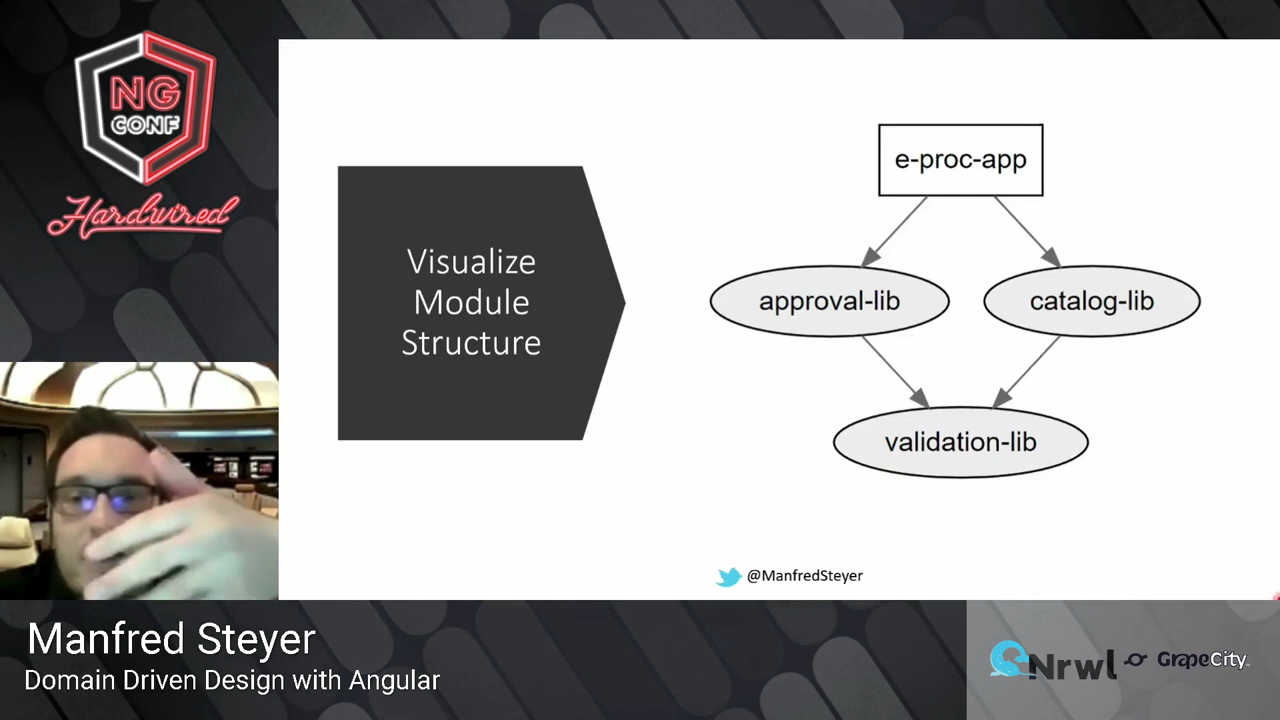 NG
CONF
Hardwired
Visualize
Module
Structure
e-proc-app
approval-lib
catalog-lib
validation-lib
@ManfredSteyer
Manfred Steyer
Domain Driven Design with Angular
Nrwl
GrapeCity